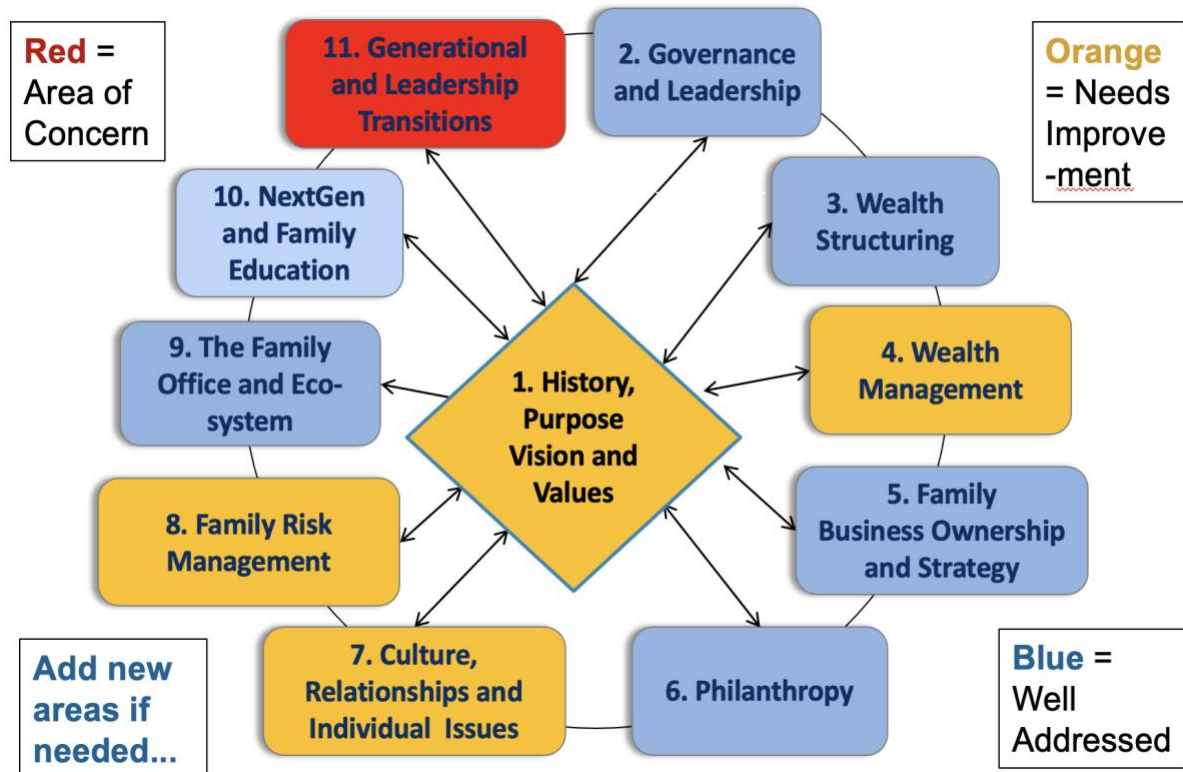 Red =
Area of
Concern
11. Generational
and Leadership
Transitions
2. Governance
and Leadership
Orange
= Needs
Improve
-ment
10. NextGen
and Family
Education
3. Wealth
Structuring
9. The Family
Office and Eco-
system
1. History,
Purpose
Vision and
Values
4. Wealth
Management
8. Family Risk
Management
5. Family
Business Ownership
and Strategy
7. Culture,
Relationships and
Individual Issues
6. Philanthropy
Add new
areas if
needed...
Blue =
Well
Addressed